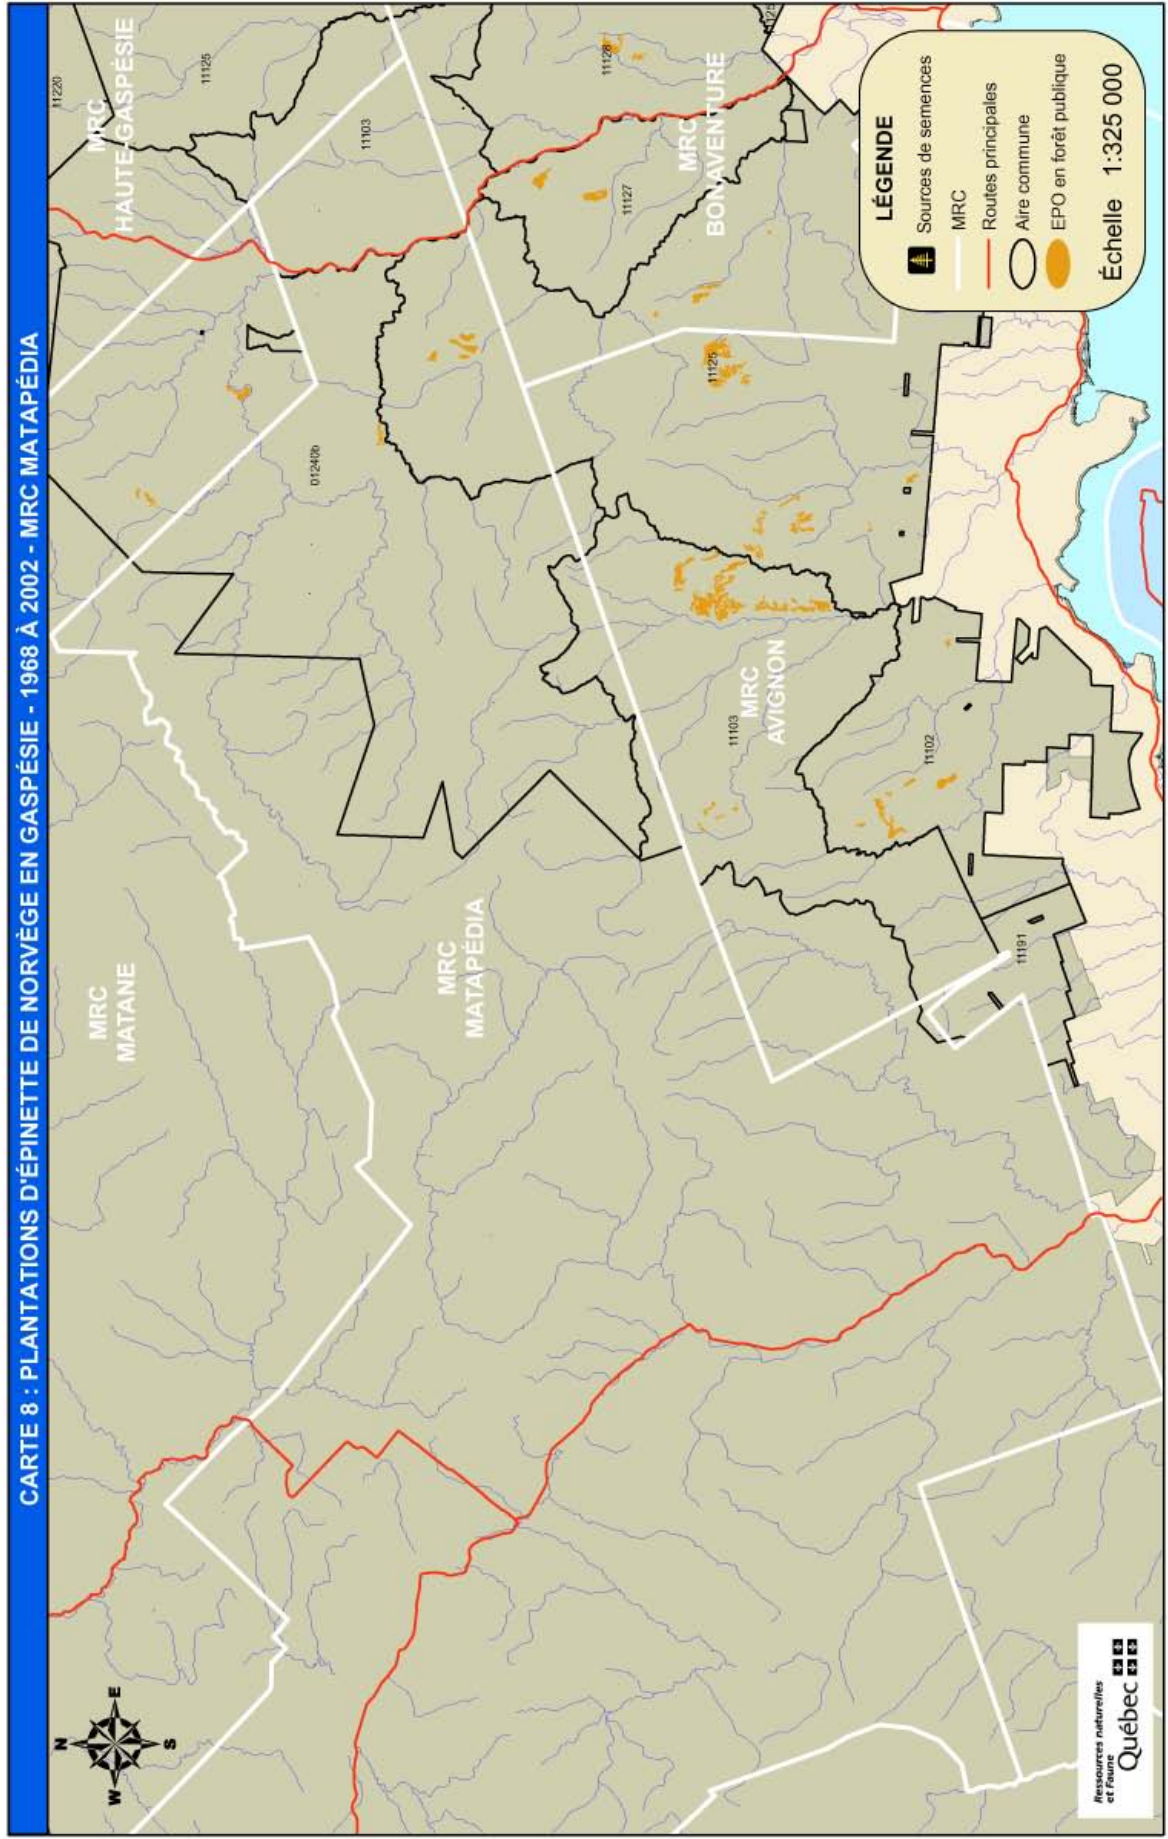 CARTE 8 : PLANTATIONS D'ÉPINETTE DE NORVÈGE EN GASPÉSIE - 1968 À 2002 - MRC MATAPÉDIA
N
W
E
S
MRC
MATANE
MRC
MATAPÉDIA
MRC
HAUTE-GASPÉSIE
11220
11125
11103
01240b
11128
MRC
BONAVENTURE
11127
11125
MRC
AVIGNON
11103
11102
11191
LÉGENDE
Sources de semences
MRC
Routes principales
Aire commune
EPO en forêt publique
Échelle 1:325 000
Ressources naturelles
et Faune
Québec